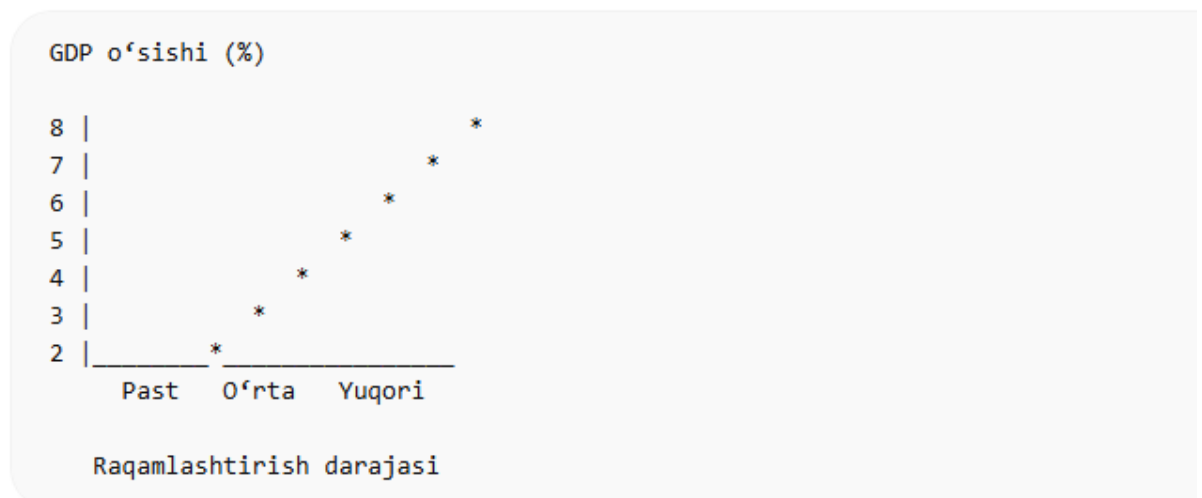 GDP o‘sishi (%)
8 | *
7 | *
6 | *
5 | *
4 | *
3 | *
2 |________*________________
Past O‘rta Yuqori
Raqamlashtirish darajasi